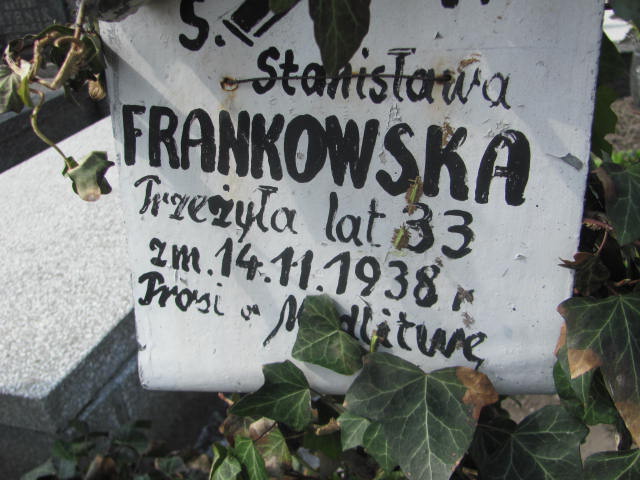 Ś.
Stanisława
FRANKOWSKA
Przeżyła lat 33
zm. 14.11.1938 r
Prosi o Modlitwę